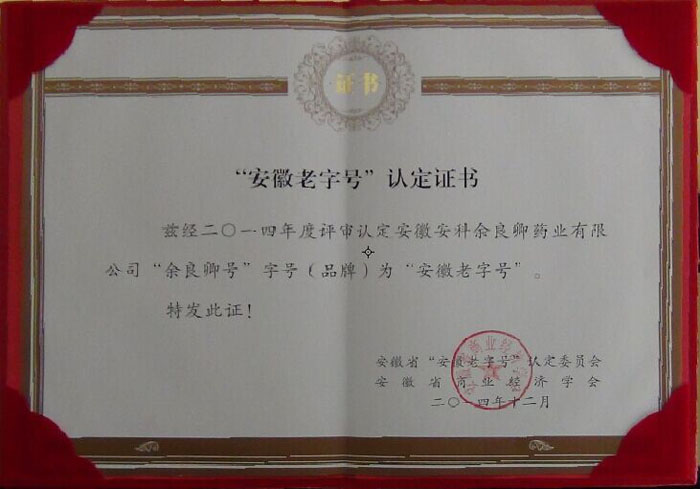 证书
“安徽老字号”认定证书
兹经二〇一四年度评审认定安徽安科余良卿药业有限
公司“余良卿号”字号（品牌）为“安徽老字号”。
特发此证！
安徽省“安徽老字号”认定委员会
安徽省商业经济学会
二〇一四年十二月